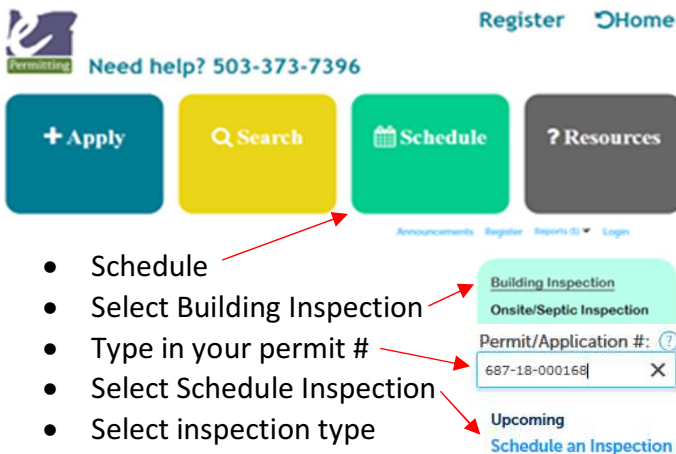 Register Home
e
Permitting
Need help? 503-373-7396
+ Apply
Search
Schedule
? Resources
Announcements Register Reports (5) Login
• Schedule
• Select Building Inspection
• Type in your permit #
• Select Schedule Inspection
• Select inspection type
Building Inspection
Onsite/Septic Inspection
Permit/Application #: ?
687-18-000168 X
Upcoming
Schedule an Inspection